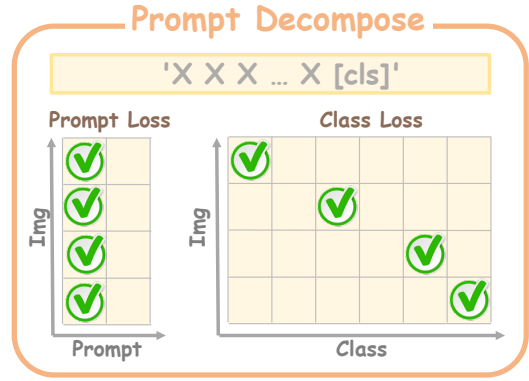 Prompt Decompose
'X X X ... X [cls]'
Prompt Loss
Class Loss
Img
Prompt
Img
Class